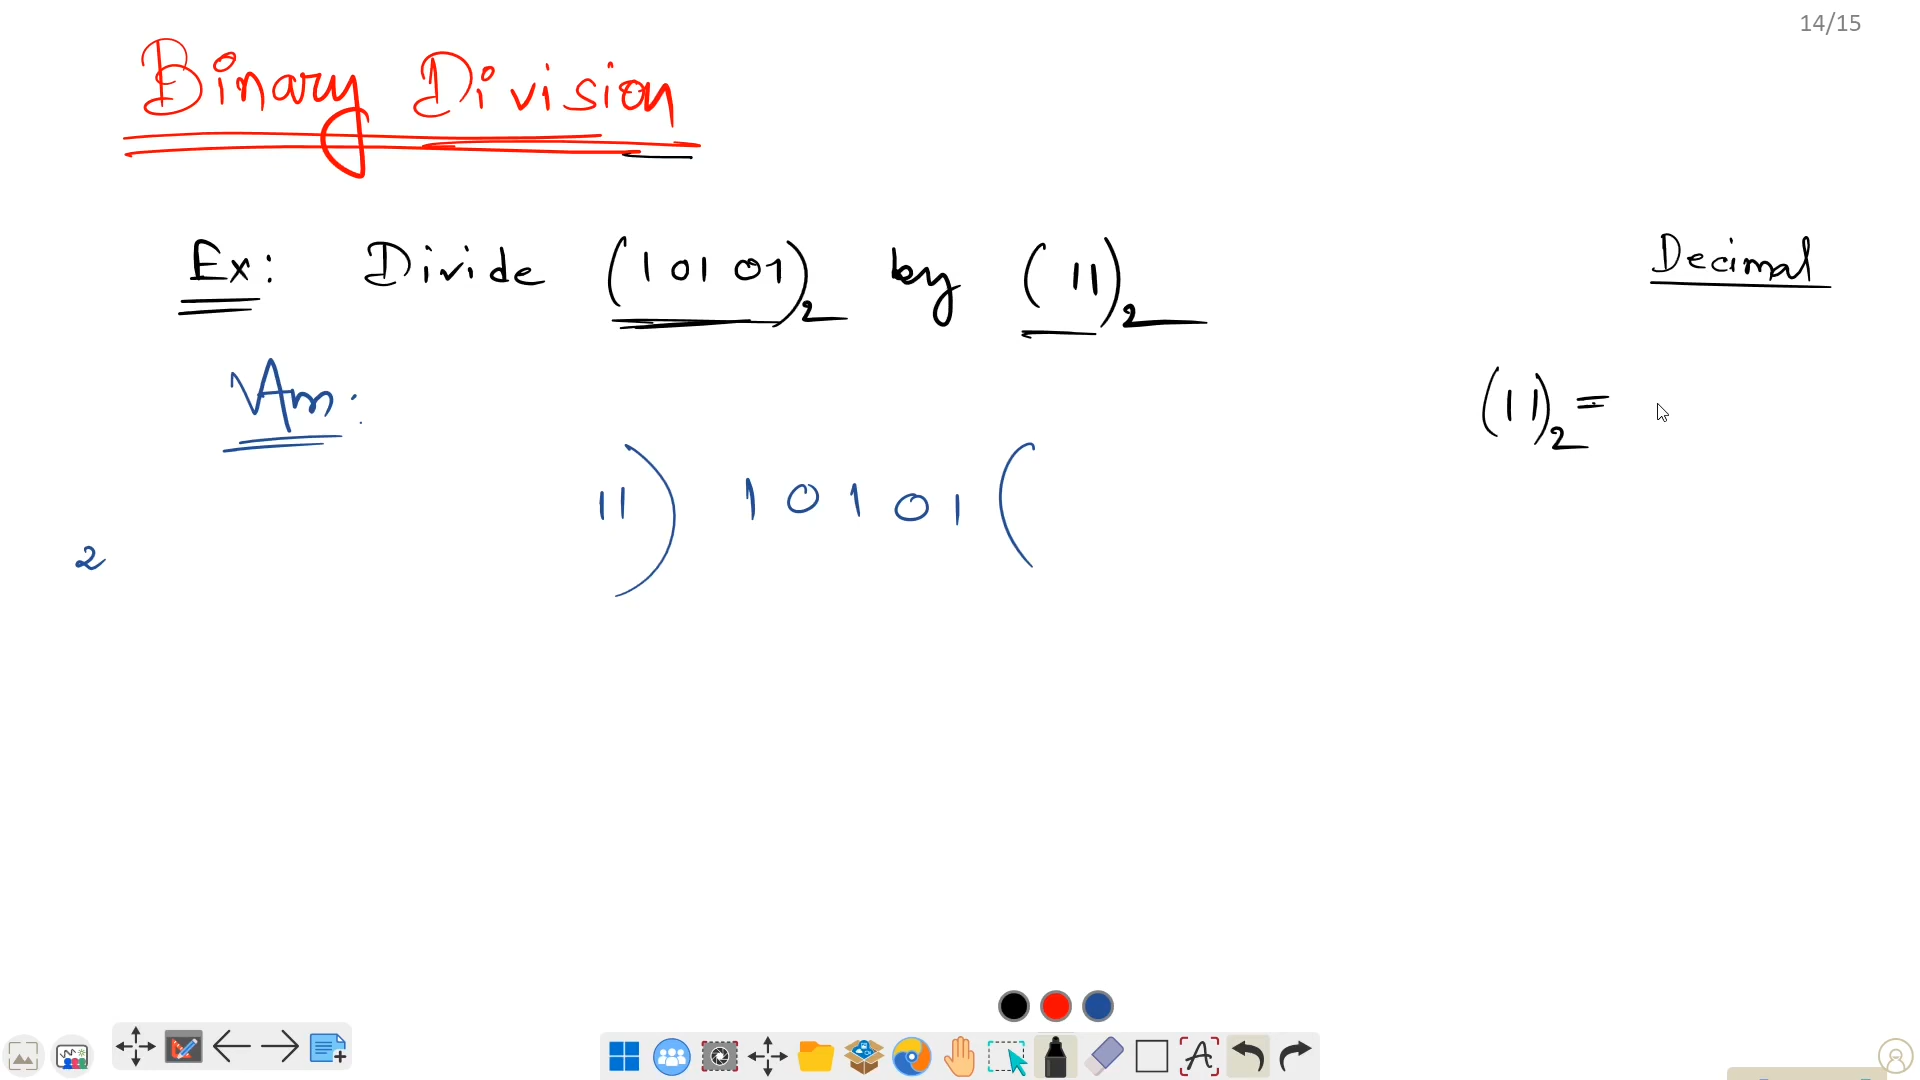 14/15
Binary Division
Ex: Divide (10101)2 by (11)2
Decimal
Ans:
(11)2 =
11) 10101 (
2